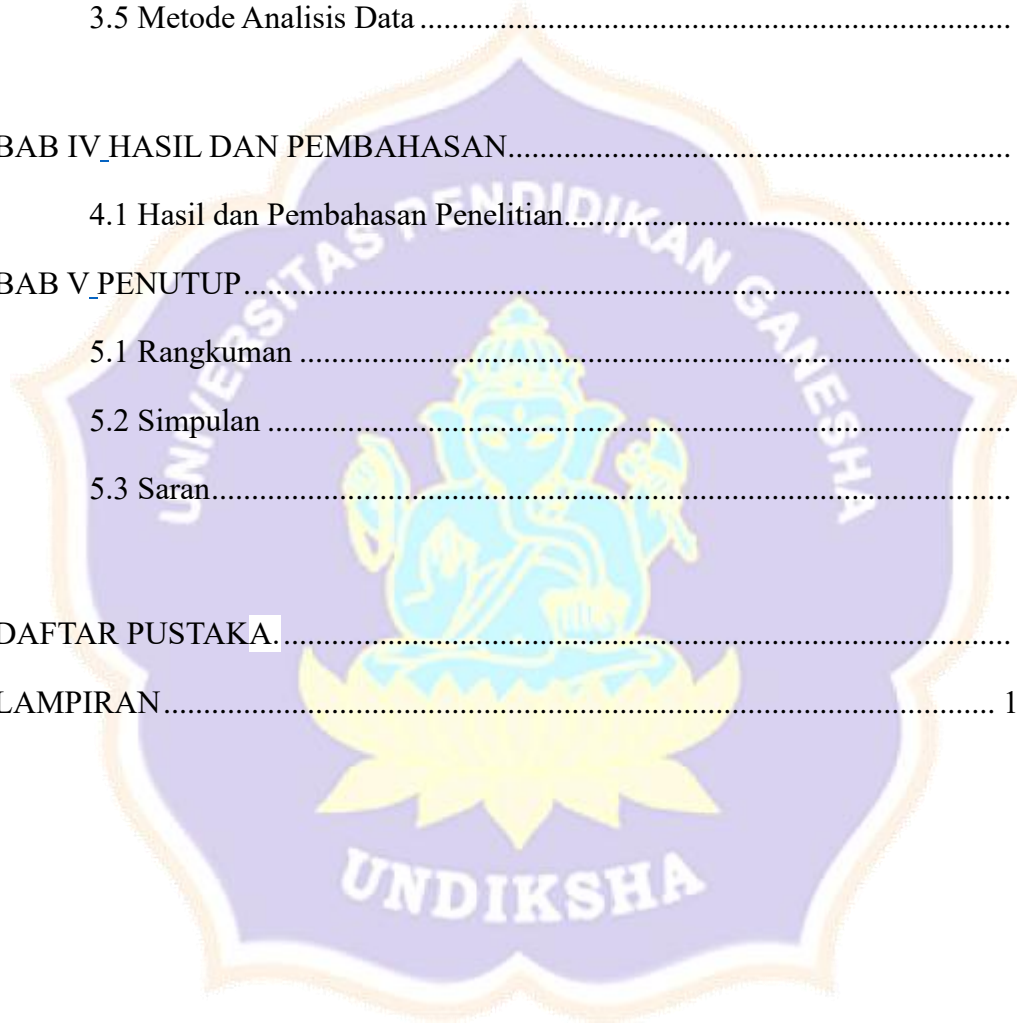 3.5 Metode Analisis Data ..........................................................................
BAB IV HASIL DAN PEMBAHASAN...............................................................
4.1 Hasil dan Pembahasan Penelitian........................................................
BAB V PENUTUP................................................................................................
5.1 Rangkuman .........................................................................................
5.2 Simpulan .............................................................................................
5.3 Saran....................................................................................................
DAFTAR PUSTAKA............................................................................................
LAMPIRAN........................................................................................................ 1
UNIVERSITAS PENDIDIKAN GANESHA
UNDIKSHA